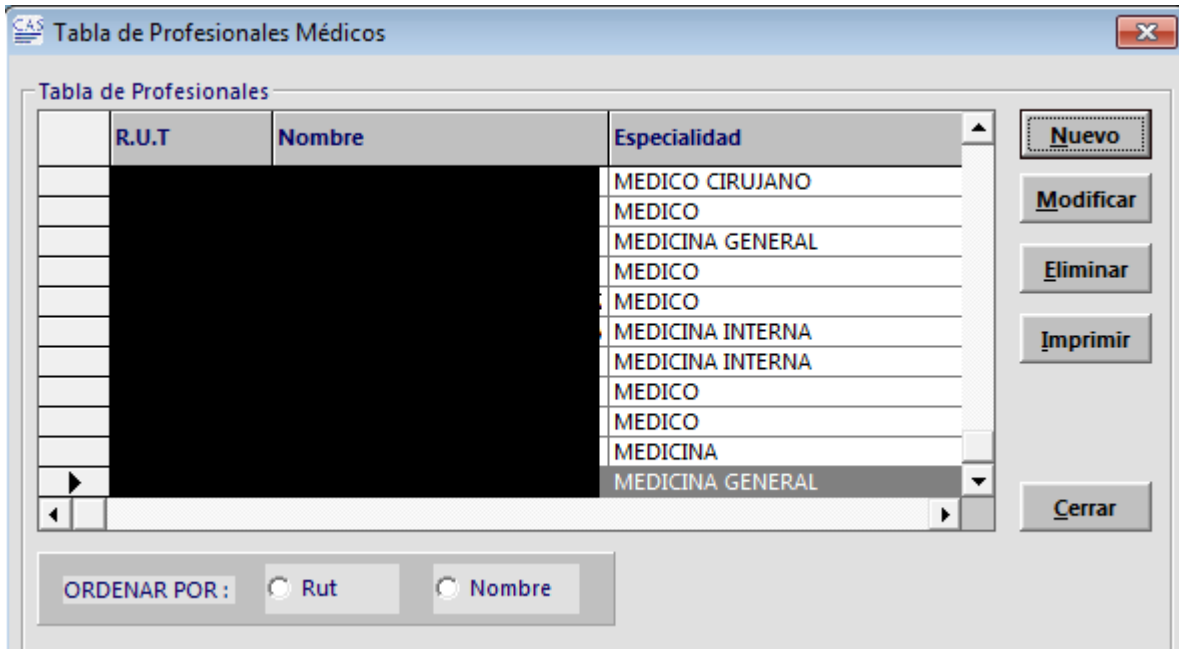 CAS Tabla de Profesionales Médicos
Tabla de Profesionales
R.U.T Nombre Especialidad
MEDICO CIRUJANO
MEDICO
MEDICINA GENERAL
MEDICO
MEDICO
MEDICINA INTERNA
MEDICINA INTERNA
MEDICO
MEDICO
MEDICINA
MEDICINA GENERAL
Nuevo
Modificar
Eliminar
Imprimir
Cerrar
ORDENAR POR : Rut Nombre